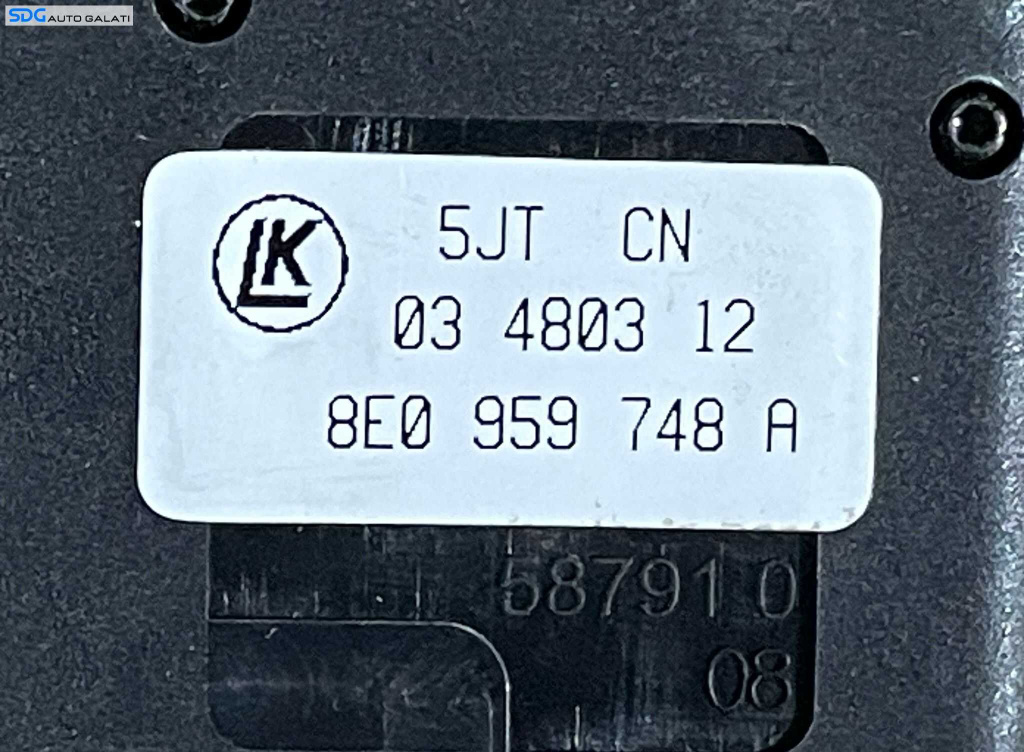 SDG AUTO GALATI
LK
5JT CN
03 4803 12
8E0 959 748 A
58791 0
08